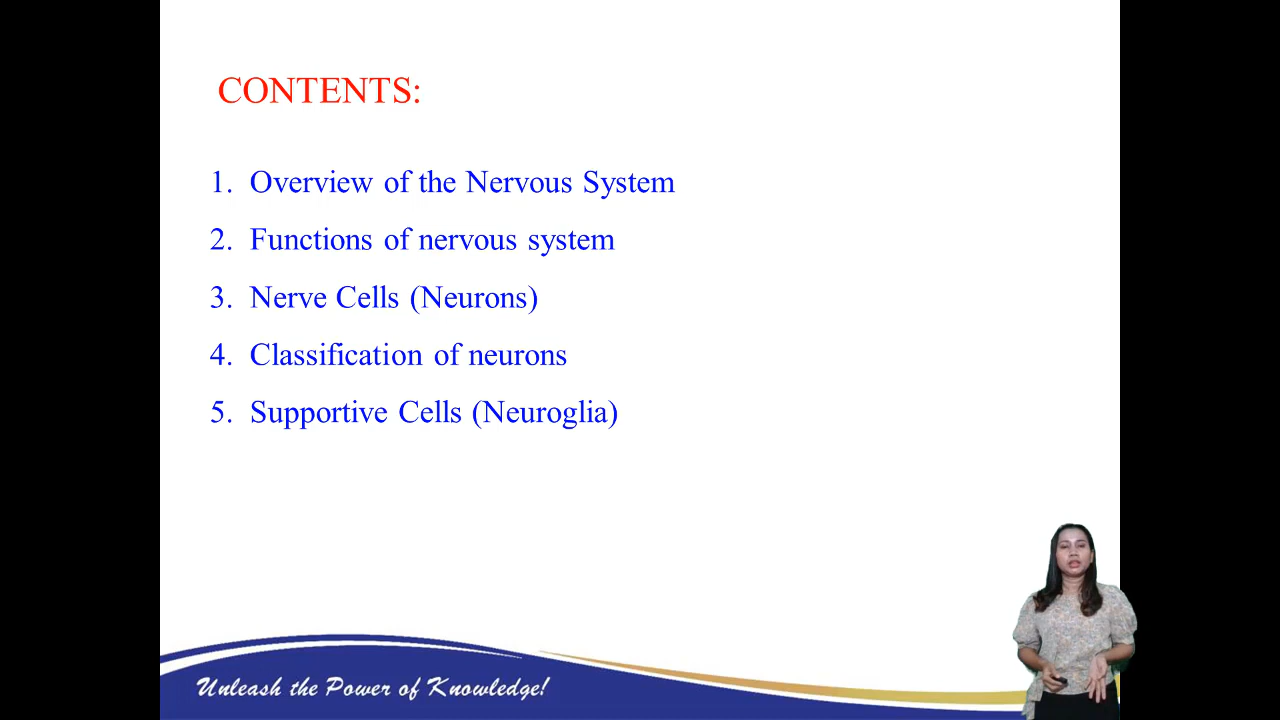 CONTENTS:
1. Overview of the Nervous System
2. Functions of nervous system
3. Nerve Cells (Neurons)
4. Classification of neurons
5. Supportive Cells (Neuroglia)
Unleash the Power of Knowledge!